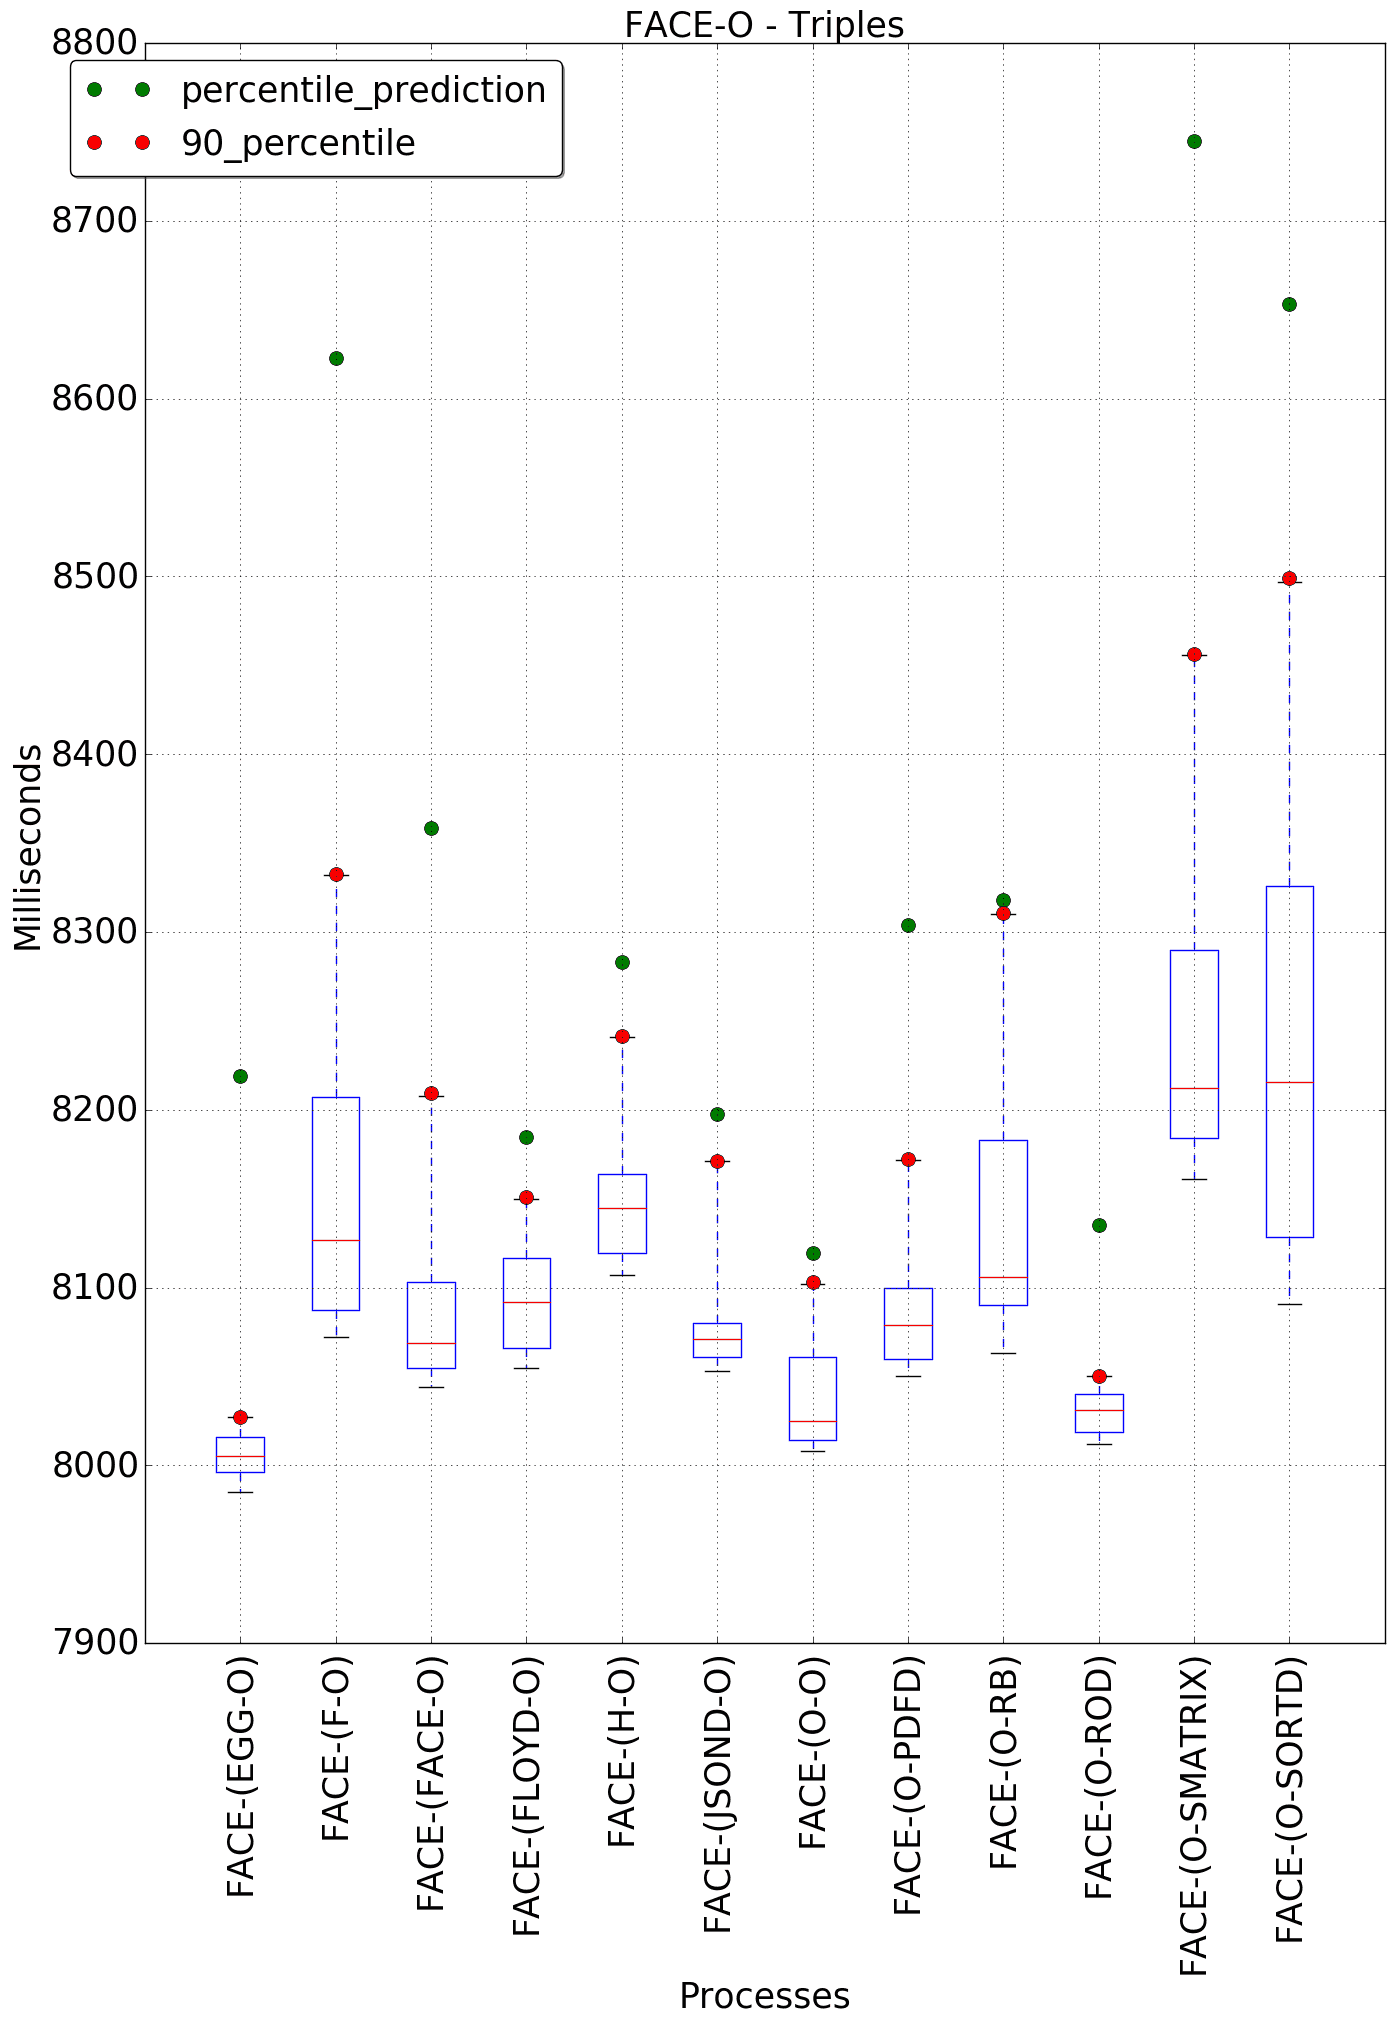 FACE-O - Triples
percentile_prediction
90_percentile
8800
8700
8600
8500
8400
8300
8200
8100
8000
7900
Milliseconds
FACE-(EGG-O)
FACE-(F-O)
FACE-(FACE-O)
FACE-(FLOYD-O)
FACE-(H-O)
FACE-(JSOND-O)
FACE-(O-O)
FACE-(O-PDFD)
FACE-(O-RB)
FACE-(O-ROD)
FACE-(O-SMATRIX)
FACE-(O-SORTD)
Processes